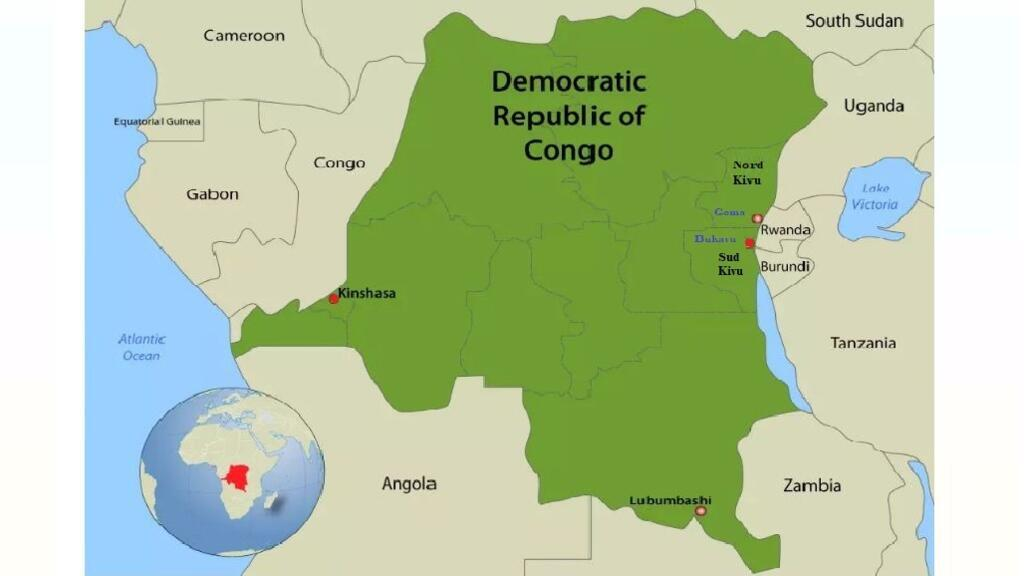 South Sudan
Cameroon
Democratic
Republic of
Congo
Uganda
Equatorial Guinea
Congo
Nord
Kivu
Gabon
Lake
Victoria
Goma
Rwanda
Sud
Kivu
Burundi
Kinshasa
Atlantic
Ocean
Tanzania
Angola
Zambia
Lubumbashi